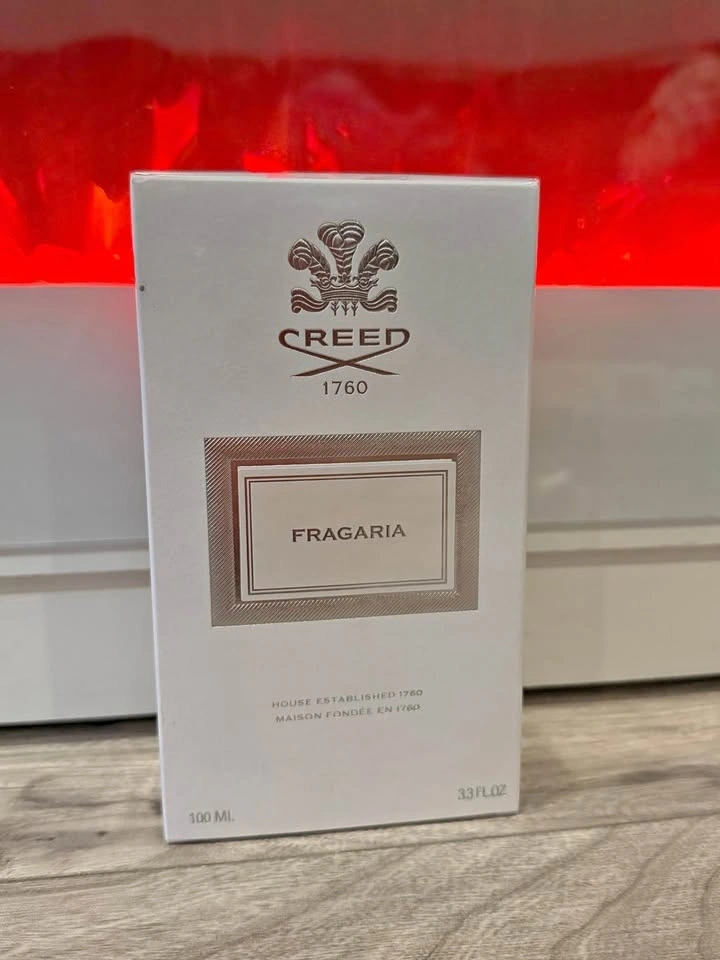 CREED
1760
FRAGARIA
HOUSE ESTABLISHED 1760
MAISON FONDÉE EN 1760
100 ML
3.3 FL.OZ